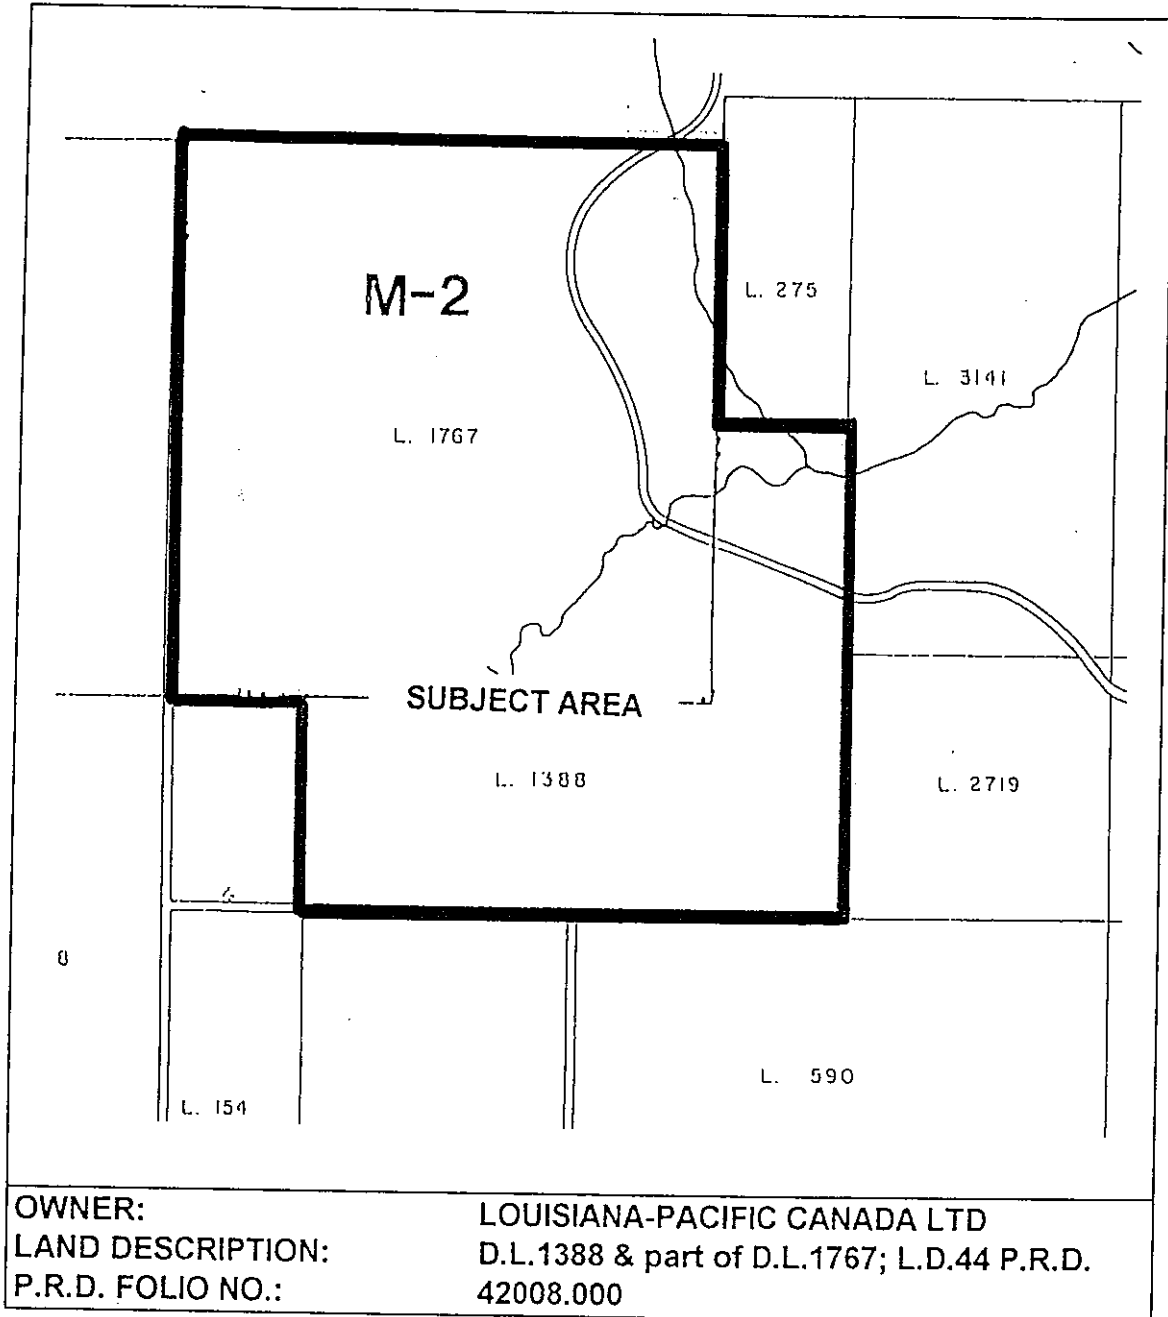 M-2
L. 275
L. 3141
L. 1767
SUBJECT AREA
L. 1388
L. 2719
8
L. 590
L. 154
OWNER: LOUISIANA-PACIFIC CANADA LTD
LAND DESCRIPTION: D.L.1388 & part of D.L.1767; L.D.44 P.R.D.
P.R.D. FOLIO NO.: 42008.000